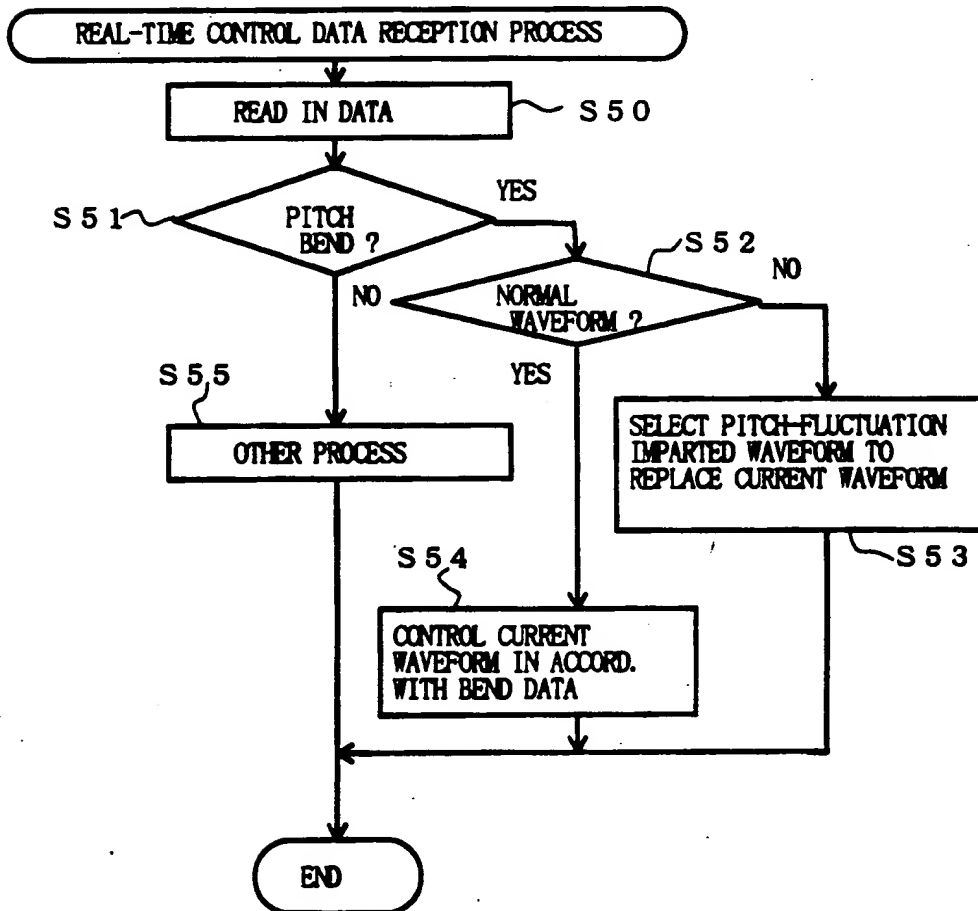 REAL-TIME CONTROL DATA RECEPTION PROCESS
READ IN DATA
S50
S51
PITCH
BEND ?
YES
NO
S52
NORMAL
WAVEFORM ?
NO
YES
S55
OTHER PROCESS
SELECT PITCH-FLUCTUATION
IMPARTED WAVEFORM TO
REPLACE CURRENT WAVEFORM
S53
S54
CONTROL CURRENT
WAVEFORM IN ACCORD.
WITH BEND DATA
END